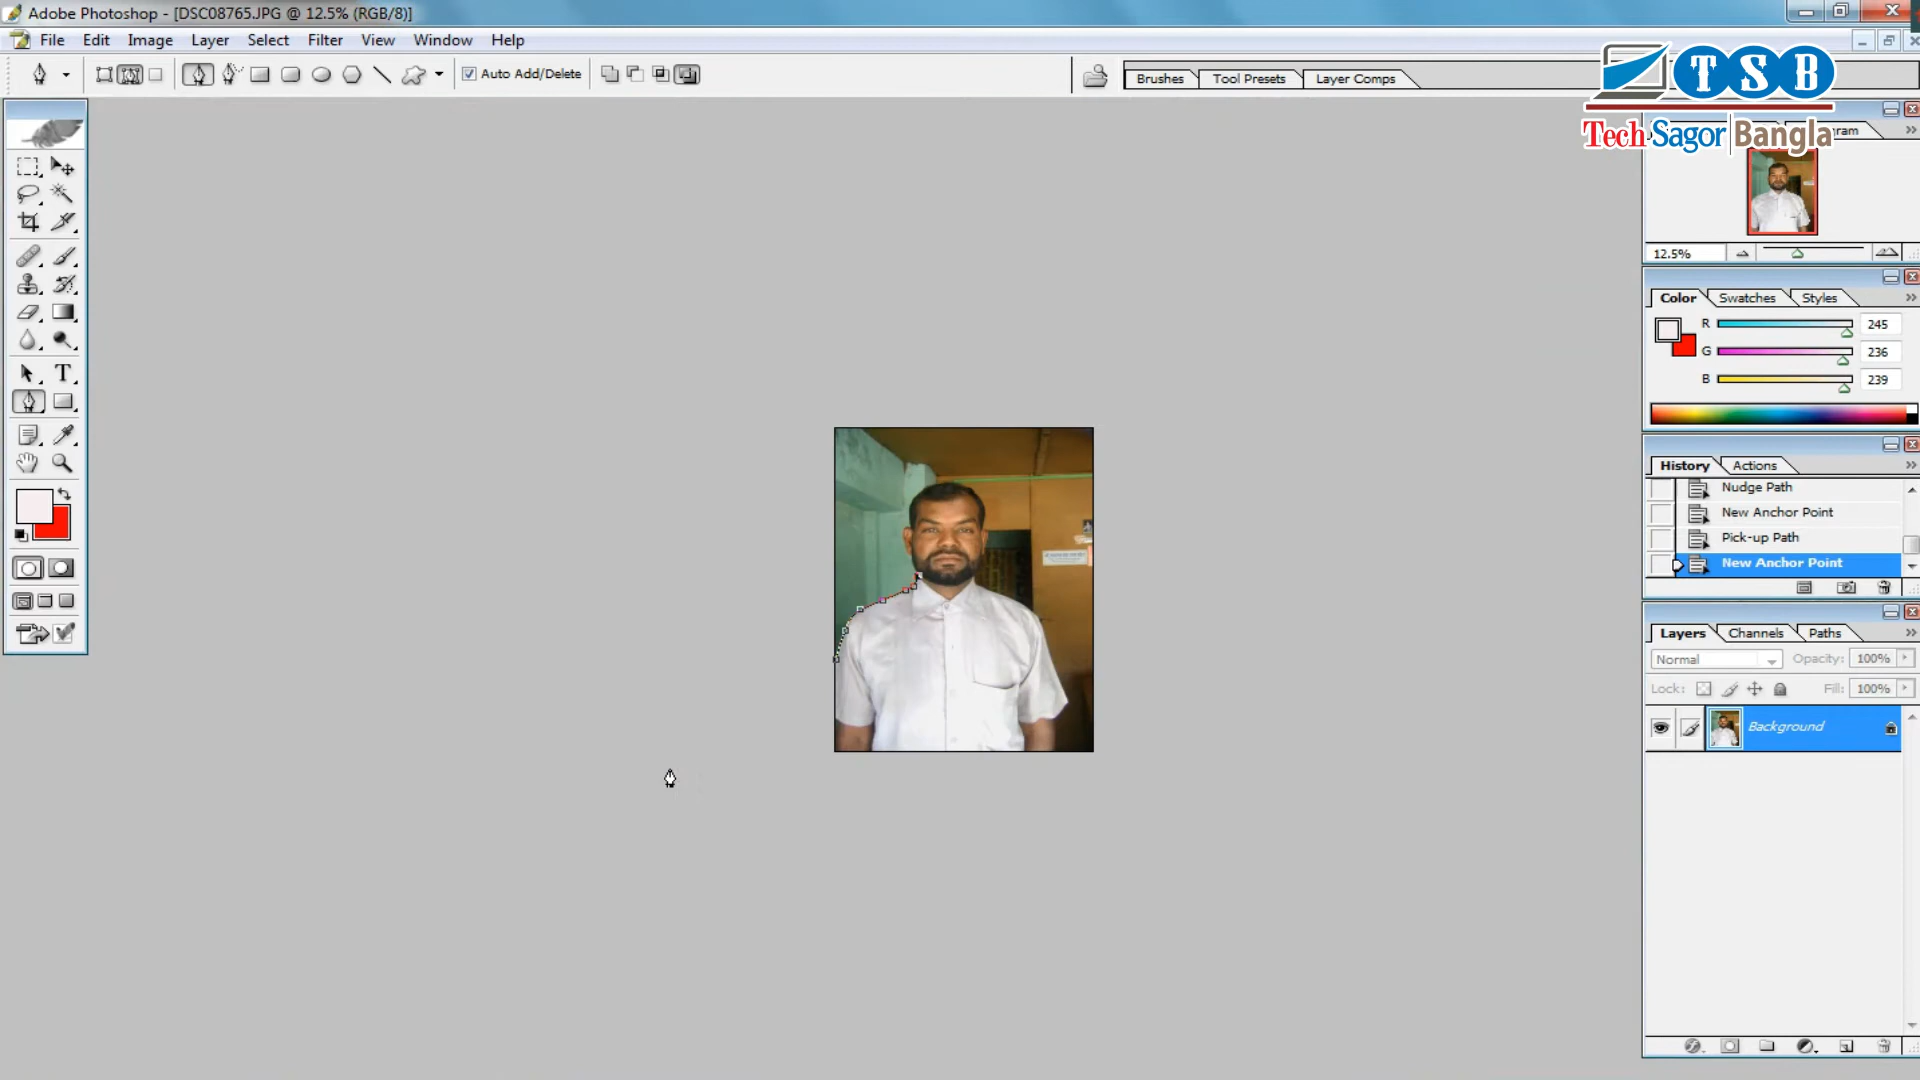 Adobe Photoshop - [DSC08765.JPG @ 12.5% (RGB/8)]
File Edit Image Layer Select Filter View Window Help
Auto Add/Delete
Brushes Tool Presets Layer Comps
TSB
Tech Sagor Bangla
gram
12.5%
Color Swatches Styles
R 245
G 236
B 239
History Actions
Nudge Path
New Anchor Point
Pick-up Path
New Anchor Point
Layers Channels Paths
Normal Opacity: 100%
Lock: Fill: 100%
Background
T